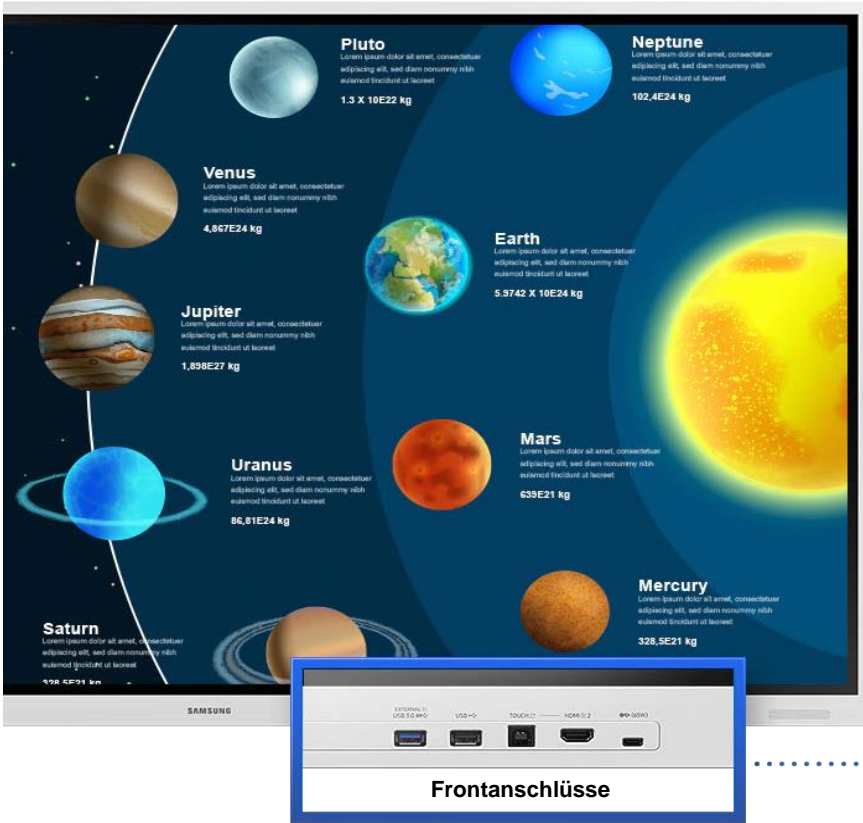 Pluto
Lorem ipsum dolor sit amet, consectetuer
adipiscing elit, sed diam nonummy nibh
euismod tincidunt ut laoreet
1.3 X 10E22 kg
Neptune
Lorem ipsum dolor sit amet, consectetuer
adipiscing elit, sed diam nonummy nibh
euismod tincidunt ut laoreet
102,4E24 kg
Venus
Lorem ipsum dolor sit amet, consectetuer
adipiscing elit, sed diam nonummy nibh
euismod tincidunt ut laoreet
4,867E24 kg
Earth
Lorem ipsum dolor sit amet, consectetuer
adipiscing elit, sed diam nonummy nibh
euismod tincidunt ut laoreet
5.9742 X 10E24 kg
Jupiter
Lorem ipsum dolor sit amet, consectetuer
adipiscing elit, sed diam nonummy nibh
euismod tincidunt ut laoreet
1,898E27 kg
Mars
Lorem ipsum dolor sit amet, consectetuer
adipiscing elit, sed diam nonummy nibh
euismod tincidunt ut laoreet
639E21 kg
Uranus
Lorem ipsum dolor sit amet, consectetuer
adipiscing elit, sed diam nonummy nibh
euismod tincidunt ut laoreet
86,81E24 kg
Mercury
Lorem ipsum dolor sit amet, consectetuer
adipiscing elit, sed diam nonummy nibh
euismod tincidunt ut laoreet
328,5E21 kg
Saturn
Lorem ipsum dolor sit amet, consectetuer
adipiscing elit, sed diam nonummy nibh
euismod tincidunt ut laoreet
328,5E21 kg
SAMSUNG
EXTERNAL
USB 3.0
USB
TOUCH
HDMI 2
(65W)
Frontanschlüsse